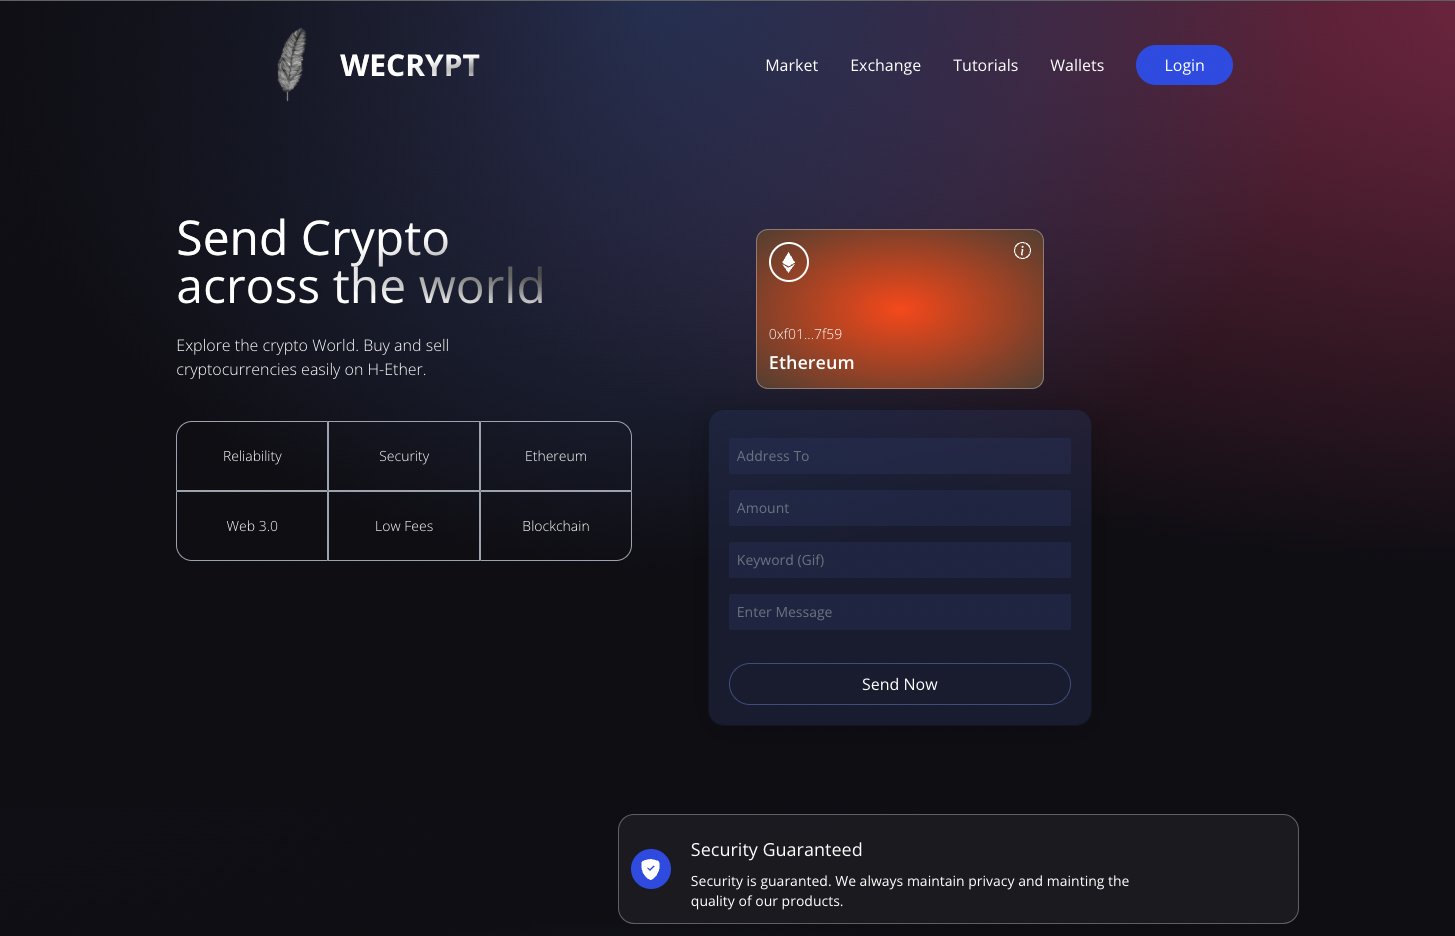 WECRYPT
Market
Exchange
Tutorials
Wallets
Login
Send Crypto
across the world
Explore the crypto World. Buy and sell
cryptocurrencies easily on H-Ether.
Reliability
Security
Ethereum
Web 3.0
Low Fees
Blockchain
0xf01...7f59
Ethereum
Address To
Amount
Keyword (Gif)
Enter Message
Send Now
Security Guaranteed
Security is guaranted. We always maintain privacy and mainting the
quality of our products.